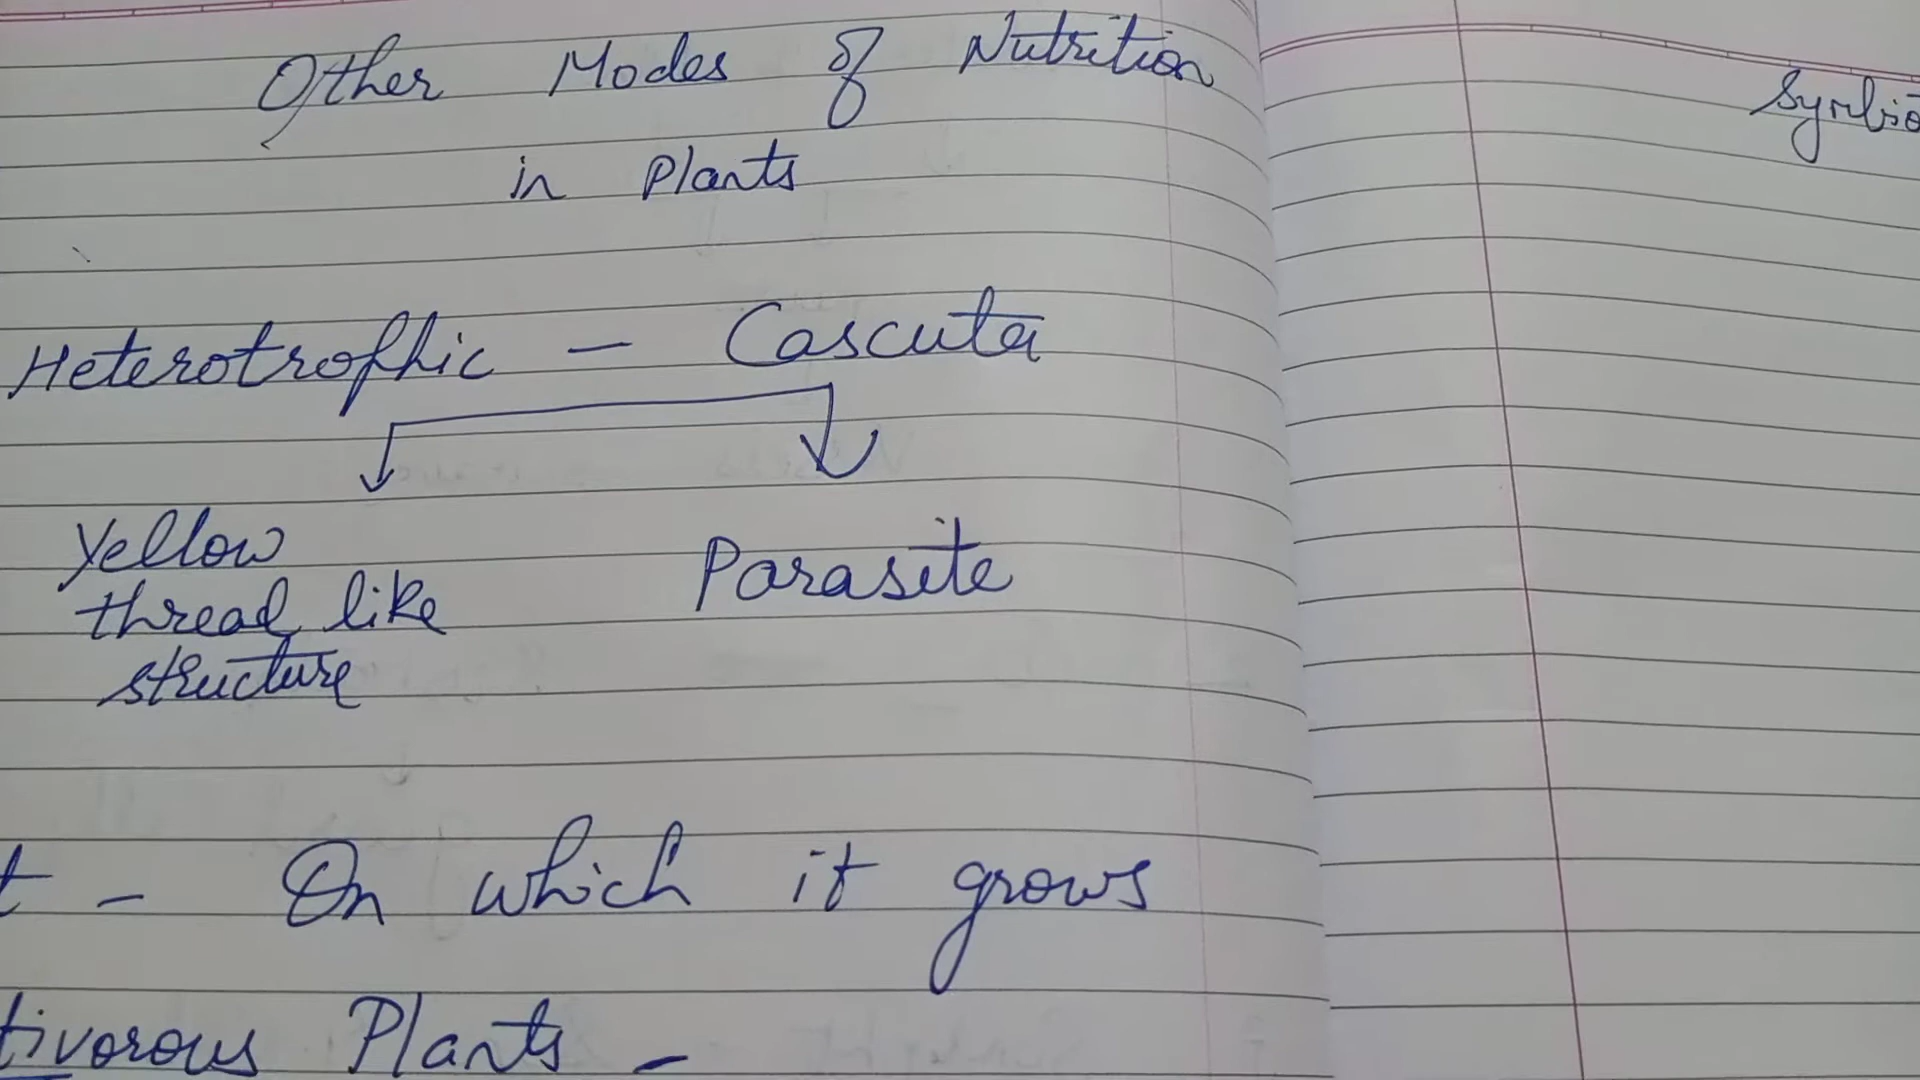 Other Modes of Nutrition
in Plants
Heterotrophic - Cascuta
Yellow
thread like
structure
Parasite
t - On which it grows
tivorous Plants -
Symbio